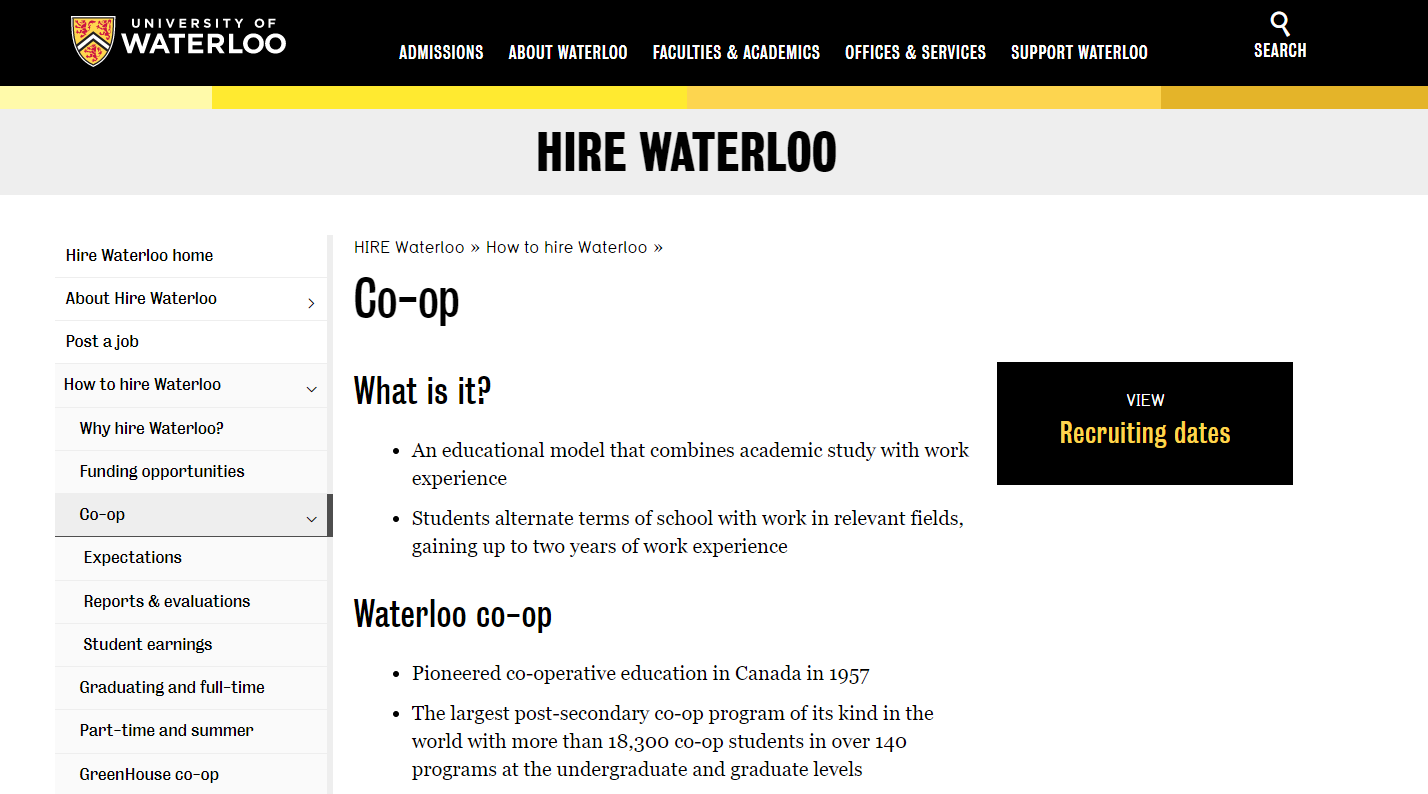 UNIVERSITY OF
WATERLOO
ADMISSIONS ABOUT WATERLOO FACULTIES & ACADEMICS OFFICES & SERVICES SUPPORT WATERLOO
SEARCH
HIRE WATERLOO
Hire Waterloo home
About Hire Waterloo
Post a job
How to hire Waterloo
Why hire Waterloo?
Funding opportunities
Co-op
Expectations
Reports & evaluations
Student earnings
Graduating and full-time
Part-time and summer
GreenHouse co-op
HIRE Waterloo » How to hire Waterloo »
Co-op
What is it?
• An educational model that combines academic study with work
experience
• Students alternate terms of school with work in relevant fields,
gaining up to two years of work experience
Waterloo co-op
• Pioneered co-operative education in Canada in 1957
• The largest post-secondary co-op program of its kind in the
world with more than 18,300 co-op students in over 140
programs at the undergraduate and graduate levels
VIEW
Recruiting dates